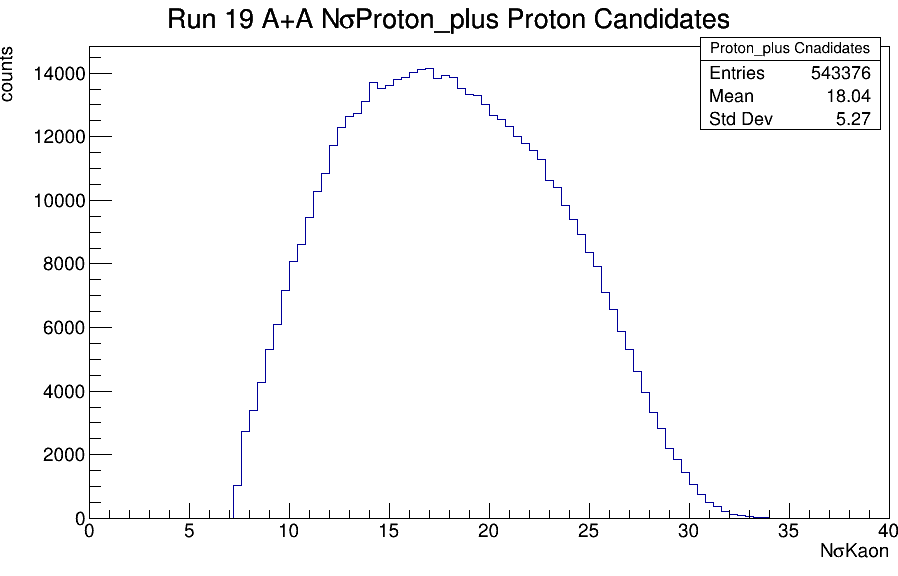 Run 19 A+A NσProton_plus Proton Candidates
counts
Proton_plus Cnadidates
Entries 543376
Mean 18.04
Std Dev 5.27
14000
12000
10000
8000
6000
4000
2000
0
0 5 10 15 20 25 30 35 40
NσKaon